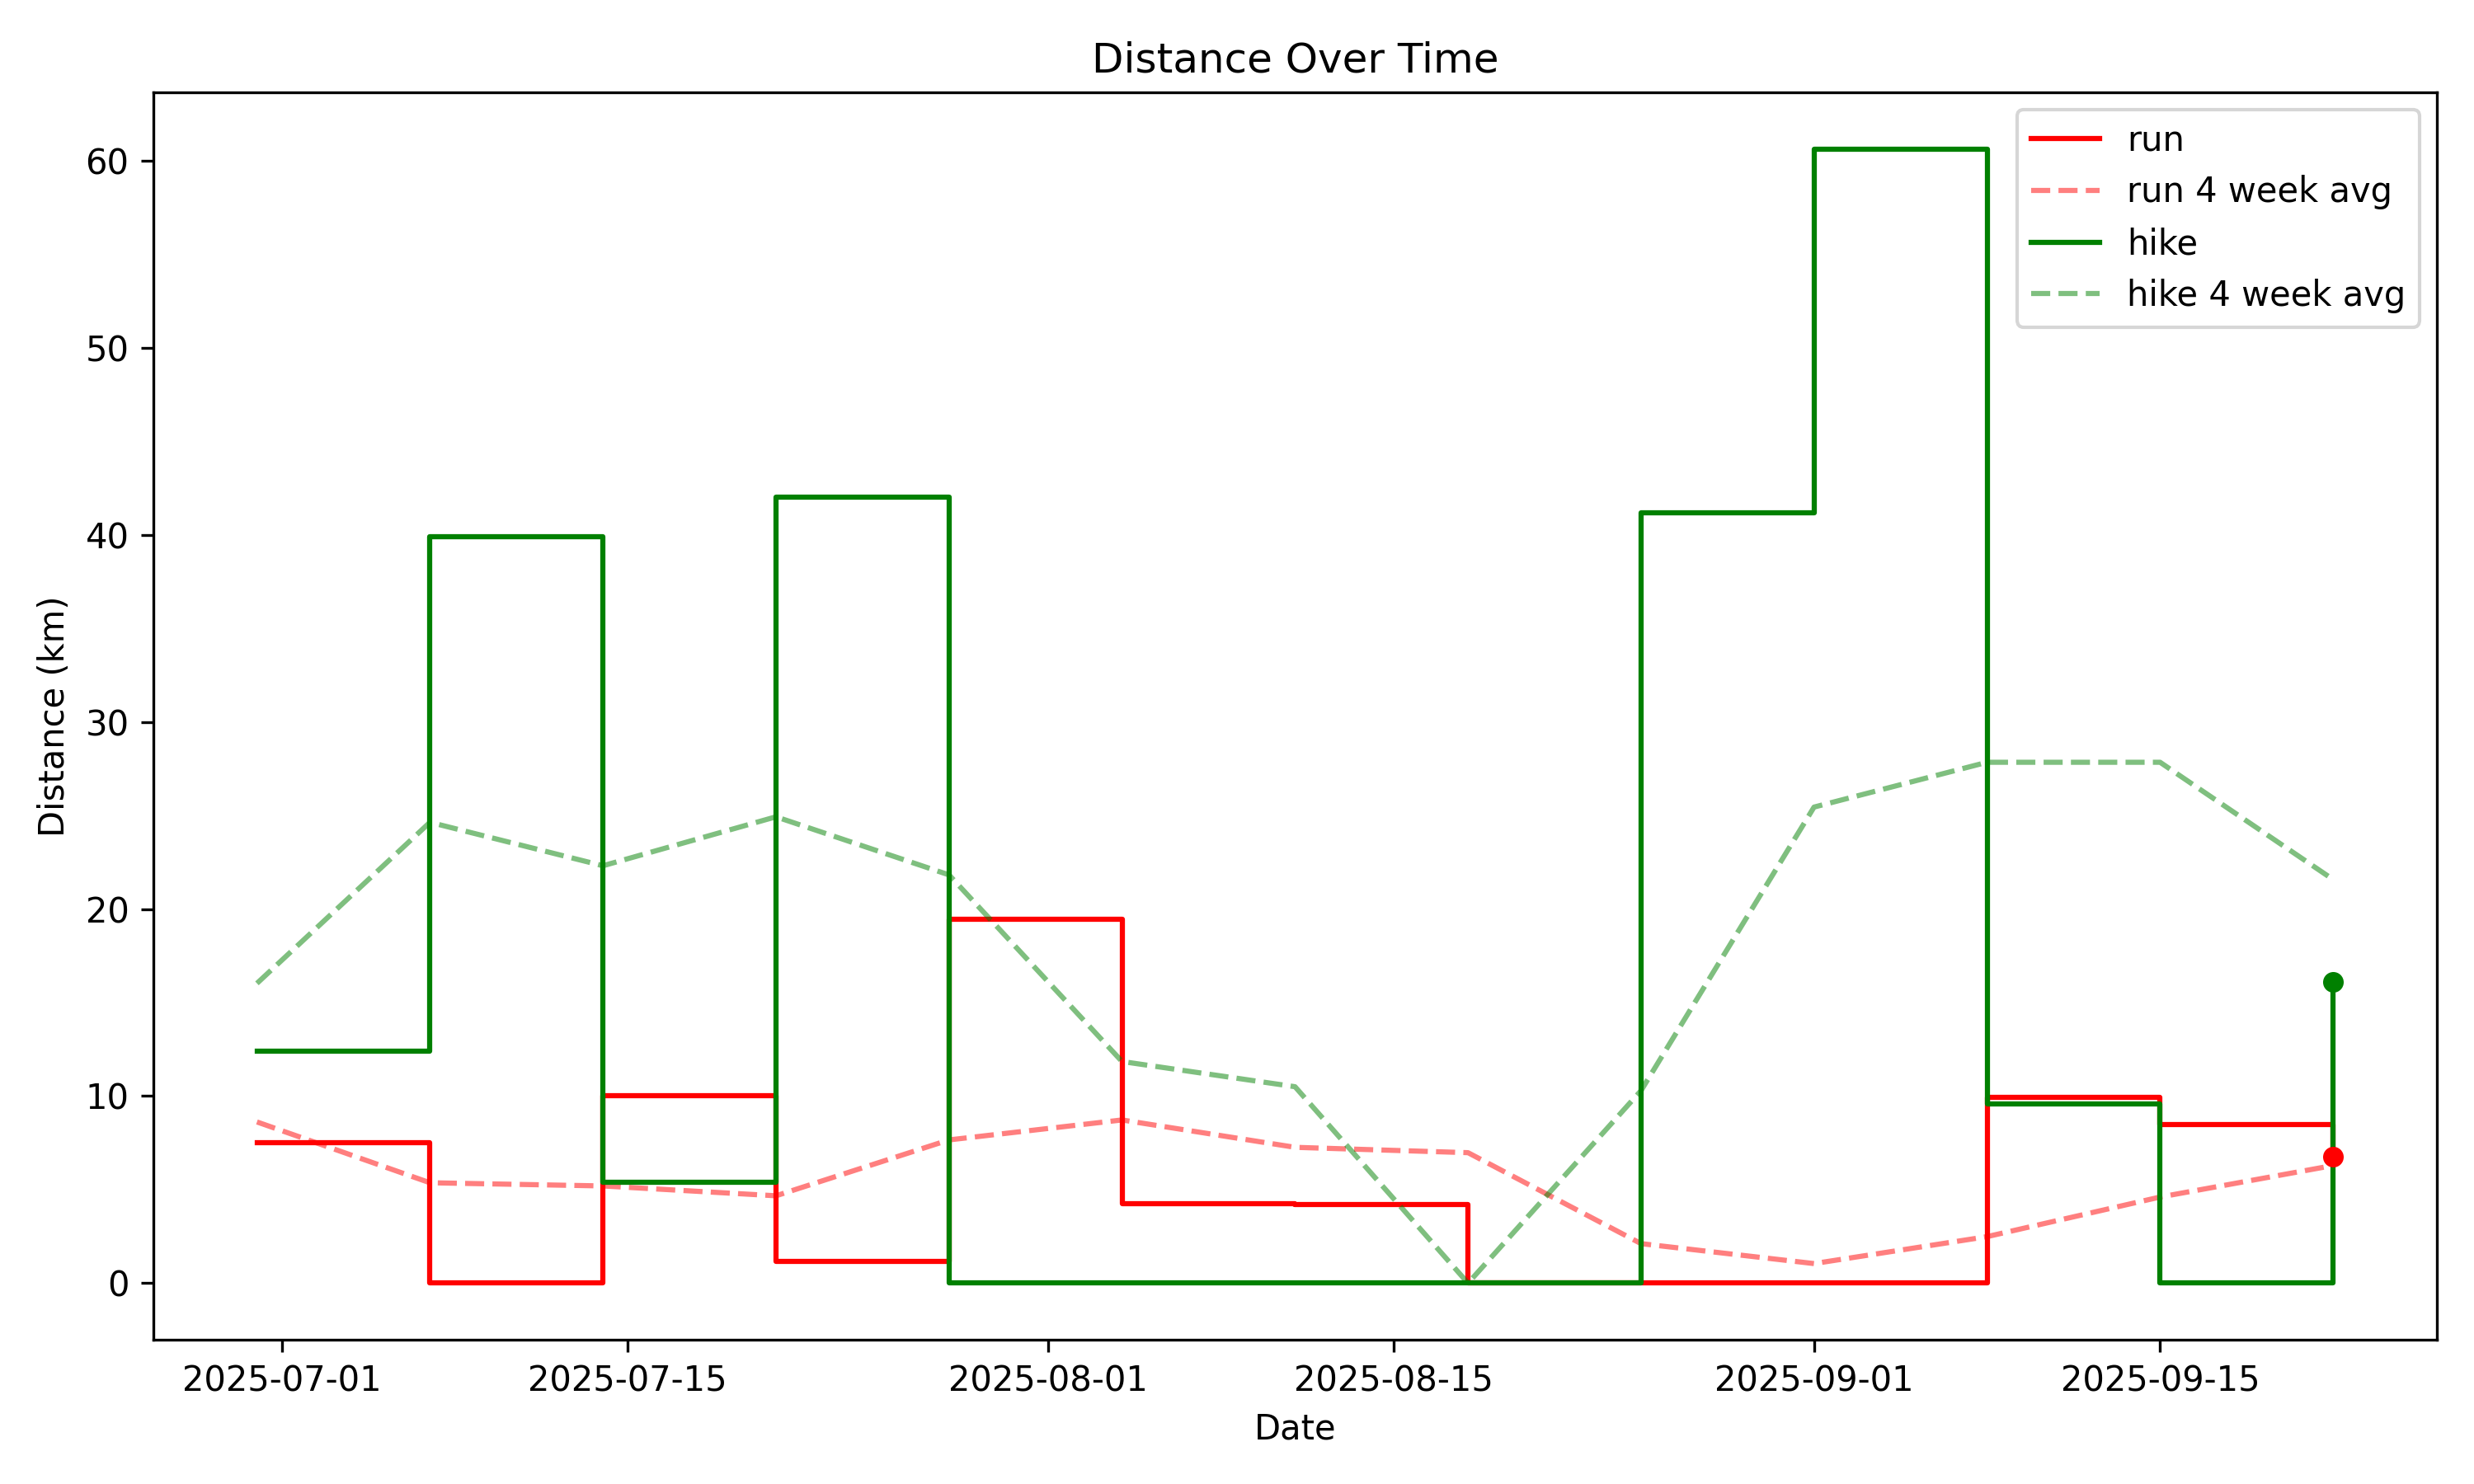 Distance Over Time
run
run 4 week avg
hike
hike 4 week avg
60
50
40
30
20
10
0
Distance (km)
2025-07-01
2025-07-15
2025-08-01
2025-08-15
2025-09-01
2025-09-15
Date